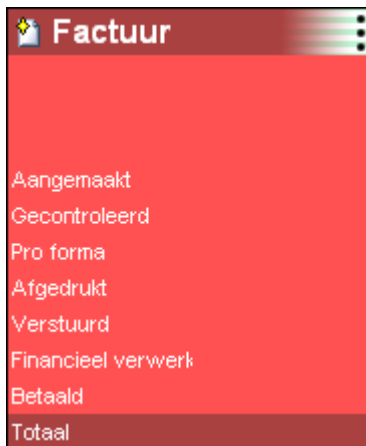 Factuur
Aangemaakt
Gecontroleerd
Pro forma
Afgedrukt
Verstuurd
Financieel verwerk
Betaald
Totaal